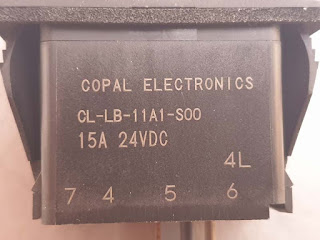 COPAL ELECTRONICS
CL-LB-11A1-S00
15A 24VDC
4L
7 4 5 6